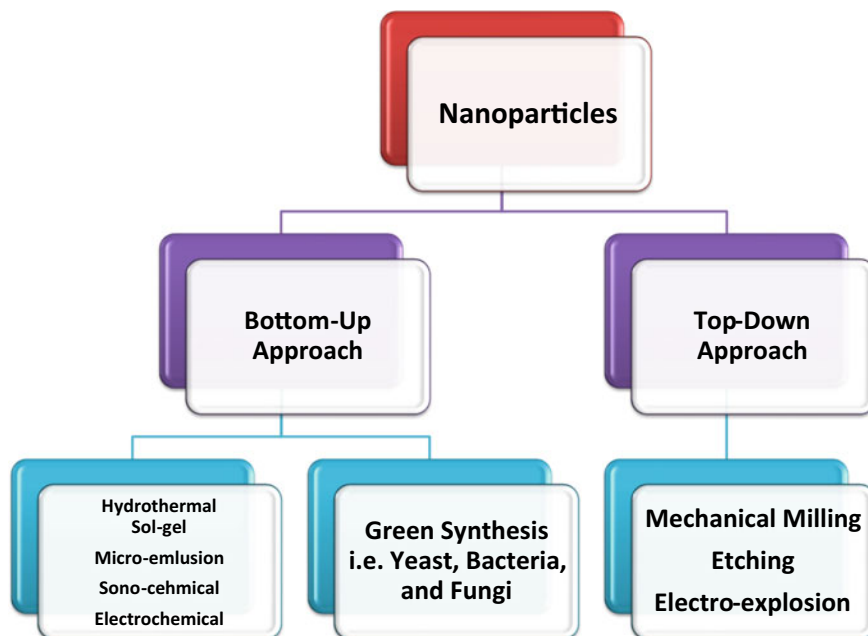 Nanoparticles
Bottom-Up
Approach
Top-Down
Approach
Hydrothermal
Sol-gel
Micro-emlusion
Sono-cehmical
Electrochemical
Green Synthesis
i.e. Yeast, Bacteria,
and Fungi
Mechanical Milling
Etching
Electro-explosion